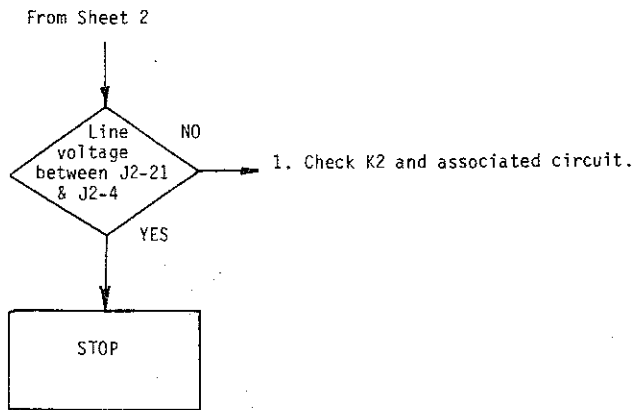 From Sheet 2
Line
voltage
between J2-21
& J2-4
NO
1. Check K2 and associated circuit.
YES
STOP